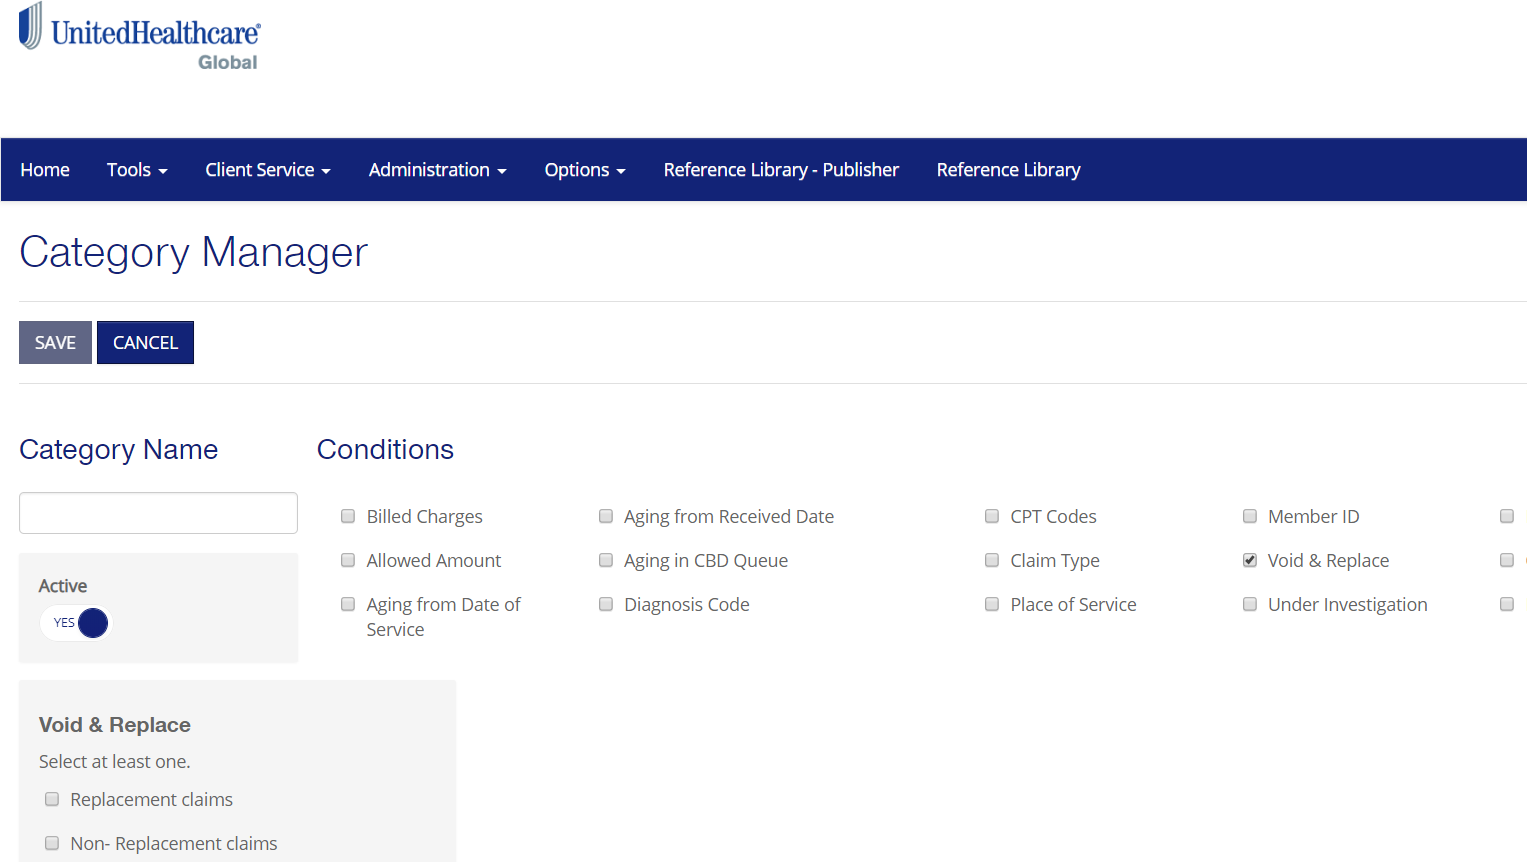 UnitedHealthcare®
Global
Home Tools Client Service Administration Options Reference Library - Publisher Reference Library
Category Manager
SAVE CANCEL
Category Name Conditions
Billed Charges Aging from Received Date CPT Codes Member ID
Allowed Amount Aging in CBD Queue Claim Type Void & Replace
Aging from Date of Service Diagnosis Code Place of Service Under Investigation
Active
YES
Void & Replace
Select at least one.
Replacement claims
Non- Replacement claims